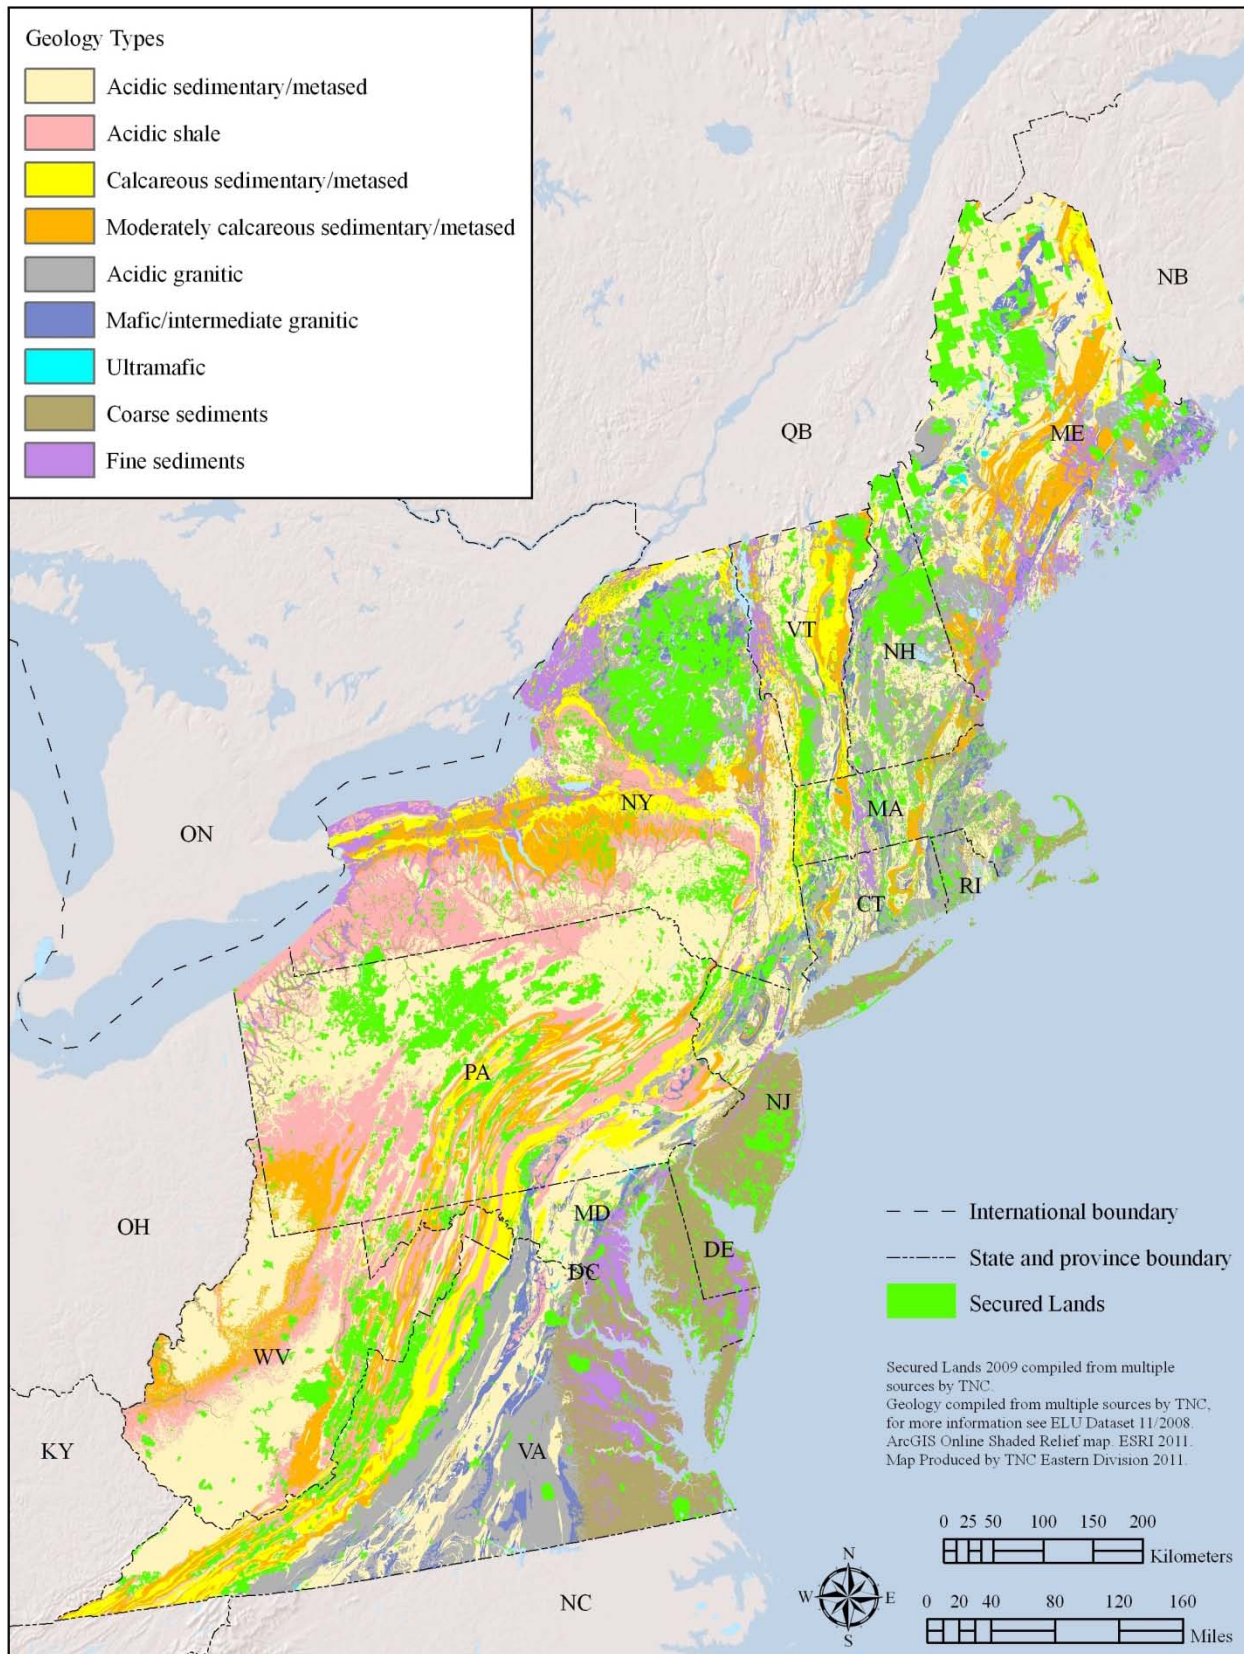 Geology Types
Acidic sedimentary/metased
Acidic shale
Calcareous sedimentary/metased
Moderately calcareous sedimentary/metased
Acidic granitic
Mafic/intermediate granitic
Ultramafic
Coarse sediments
Fine sediments
NB
QB
ME
VT
NH
NY
MA
ON
CT
RI
PA
NJ
OH
MD
DE
DC
WV
KY
VA
NC
International boundary
State and province boundary
Secured Lands
Secured Lands 2009 compiled from multiple
sources by TNC.
Geology compiled from multiple sources by TNC,
for more information see ELU Dataset 11/2008.
ArcGIS Online Shaded Relief map. ESRI 2011.
Map Produced by TNC Eastern Division 2011.
0 25 50 100 150 200
Kilometers
N
W E
S
0 20 40 80 120 160
Miles